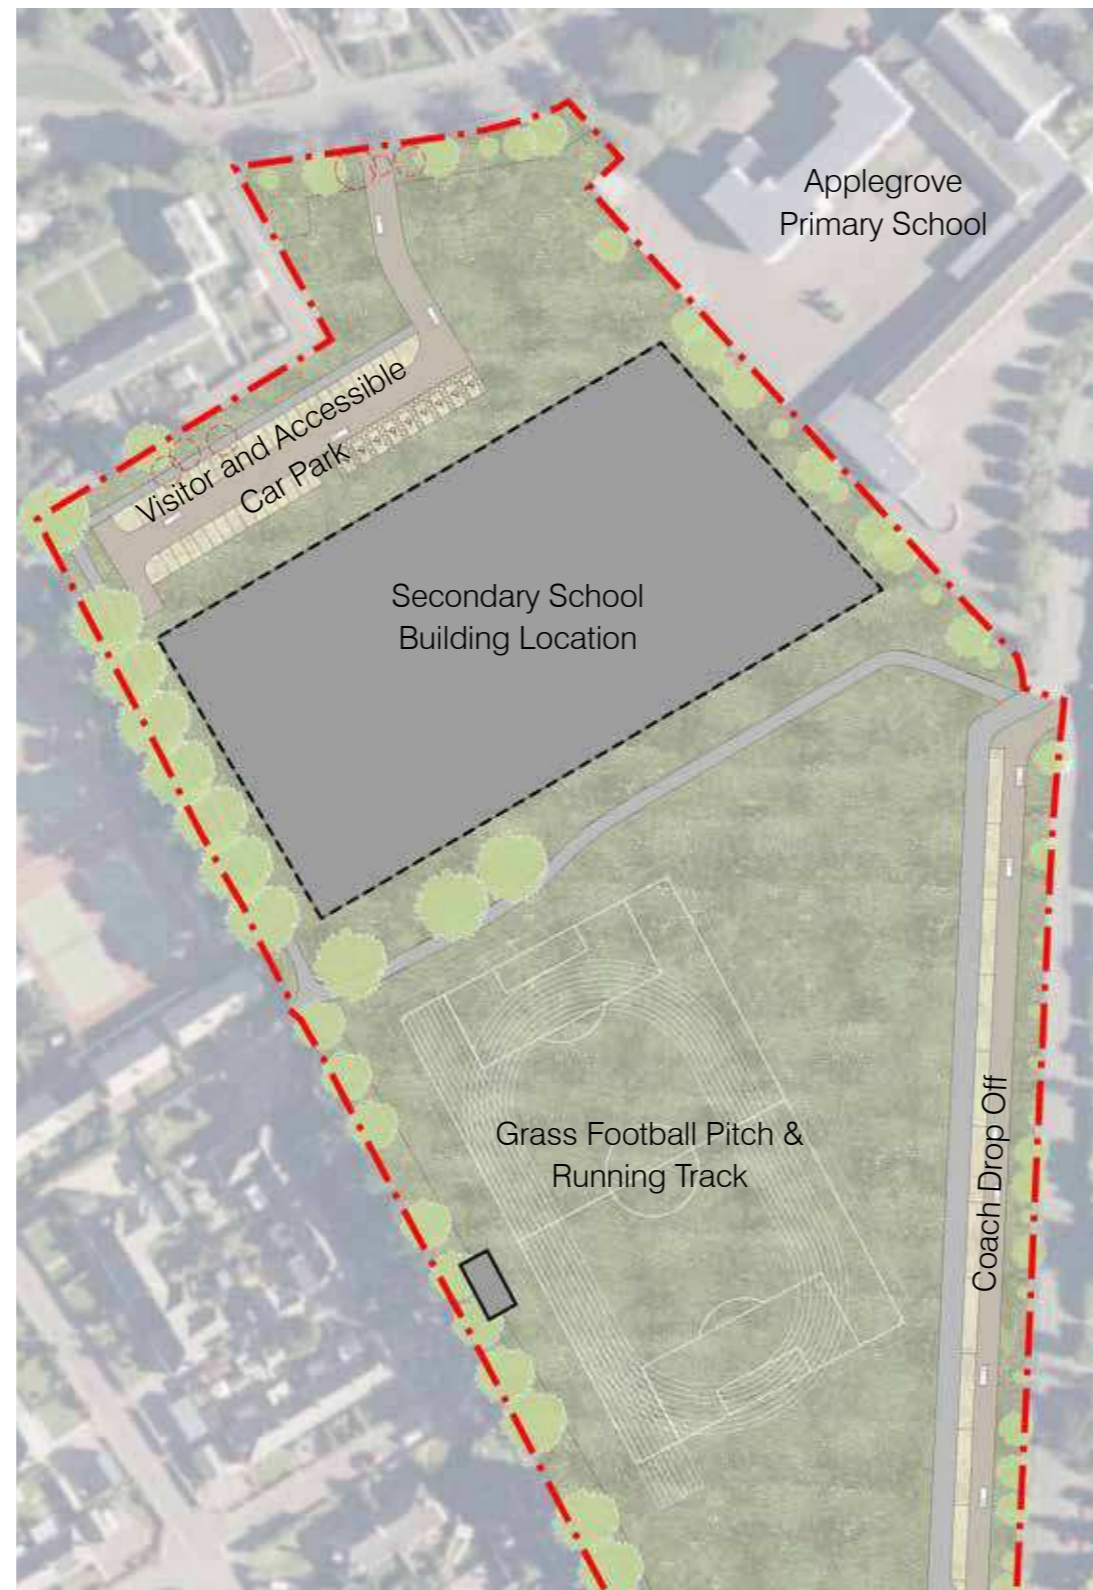 Applegrove
Primary School
Visitor and Accessible
Car Park
Secondary School
Building Location
Grass Football Pitch &
Running Track
Coach Drop Off